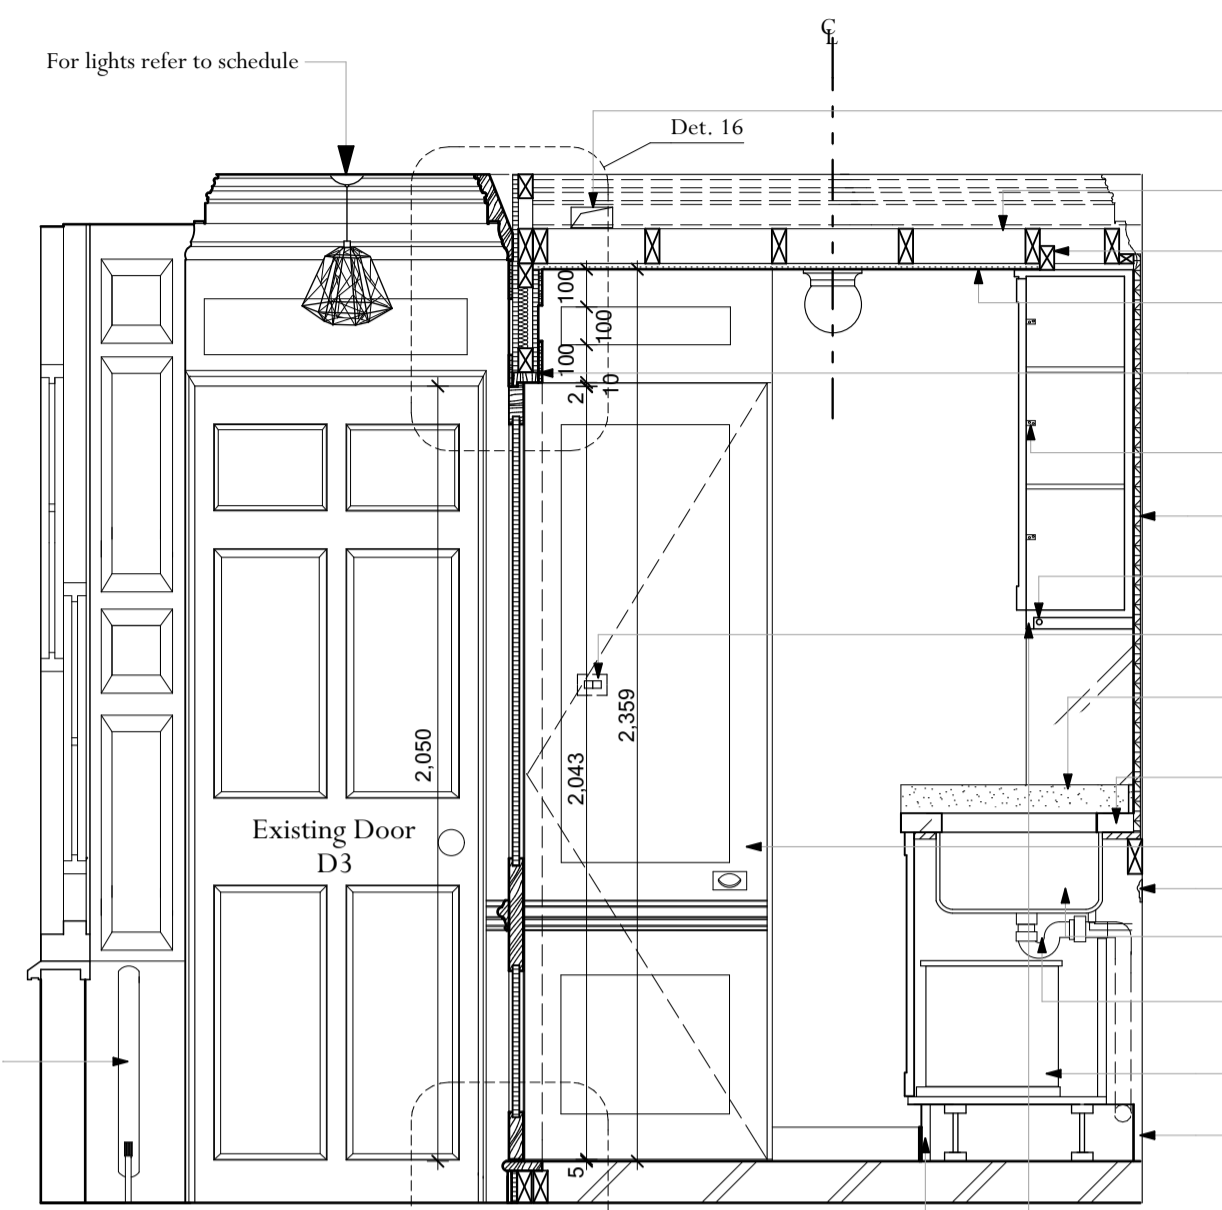 ℄
For lights refer to schedule
Det. 16
100
100
100
10
2
2,359
2,050
2,043
Existing Door
D3
5